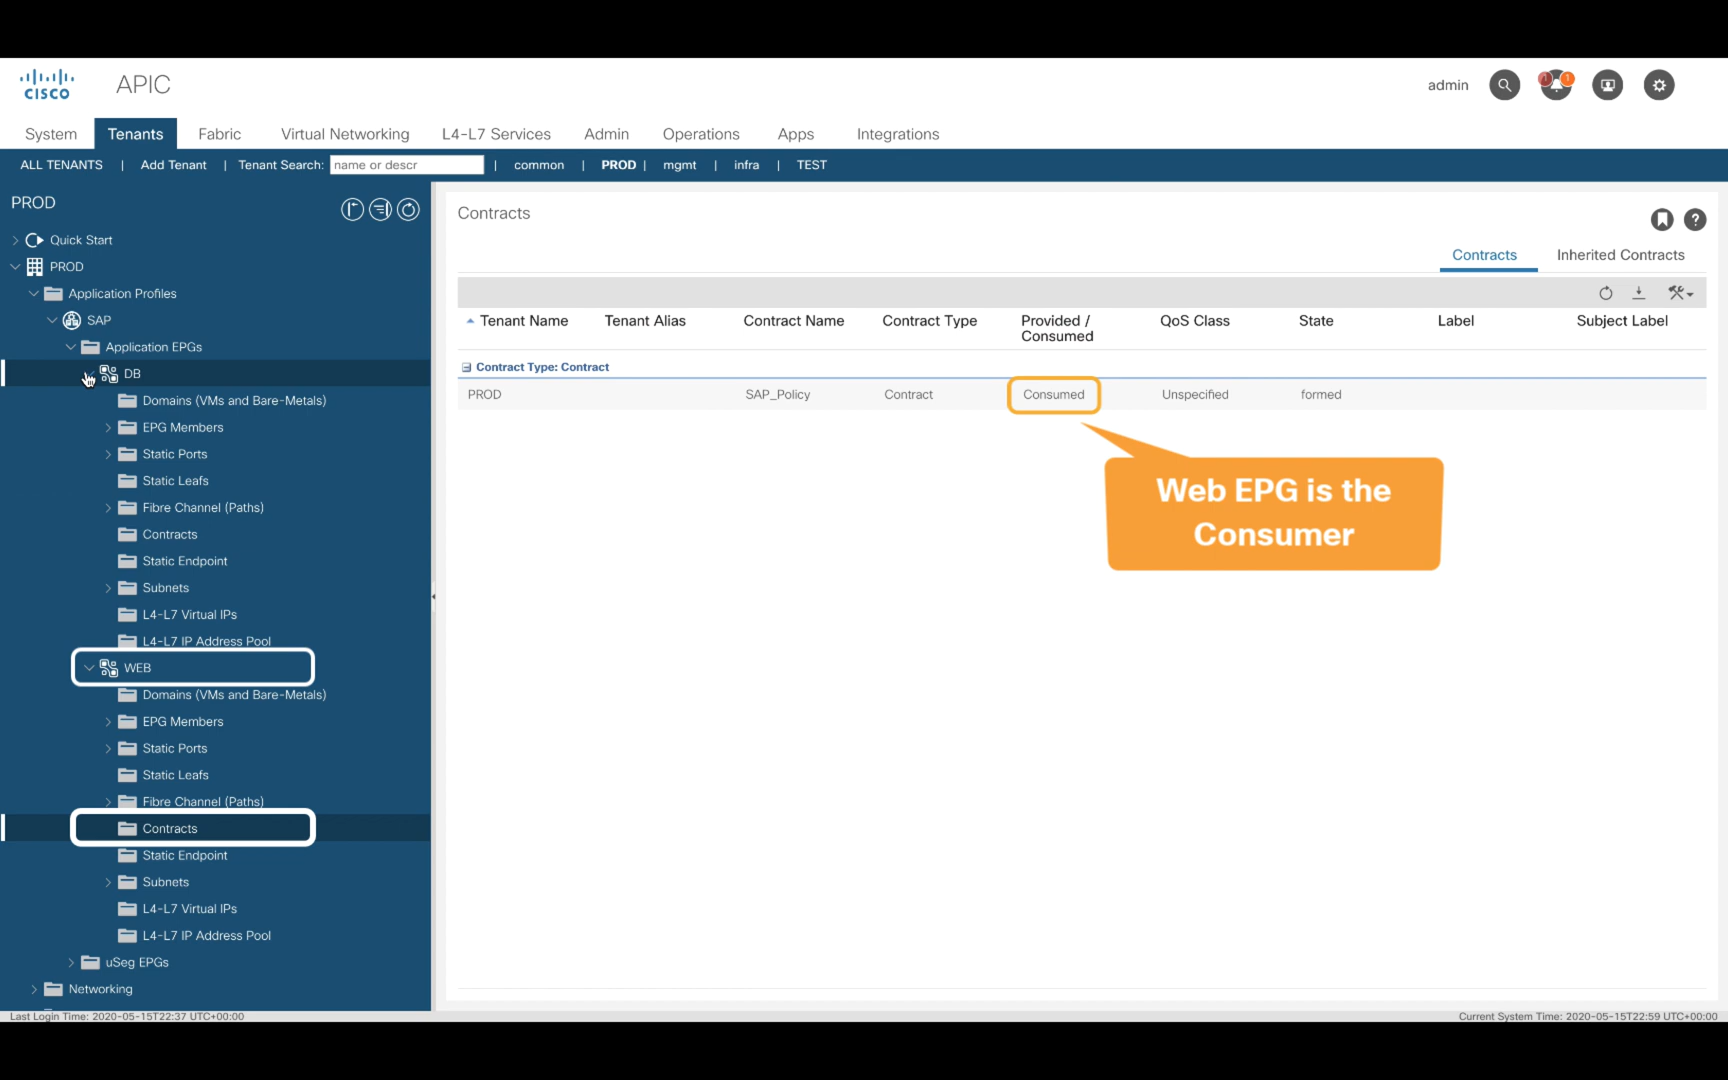 CISCO
APIC
admin
1
1
System
Tenants
Fabric
Virtual Networking
L4-L7 Services
Admin
Operations
Apps
Integrations
ALL TENANTS | Add Tenant | Tenant Search: name or descr | common | PROD | mgmt | infra | TEST
PROD
Quick Start
PROD
Application Profiles
SAP
Application EPGs
DB
Domains (VMs and Bare-Metals)
EPG Members
Static Ports
Static Leafs
Fibre Channel (Paths)
Contracts
Static Endpoint
Subnets
L4-L7 Virtual IPs
L4-L7 IP Address Pool
WEB
Domains (VMs and Bare-Metals)
EPG Members
Static Ports
Static Leafs
Fibre Channel (Paths)
Contracts
Static Endpoint
Subnets
L4-L7 Virtual IPs
L4-L7 IP Address Pool
uSeg EPGs
Networking
Contracts
?
Contracts
Inherited Contracts
Tenant Name
Tenant Alias
Contract Name
Contract Type
Provided /
Consumed
QoS Class
State
Label
Subject Label
Contract Type: Contract
PROD
SAP_Policy
Contract
Consumed
Unspecified
formed
Web EPG is the
Consumer
Last Login Time: 2020-05-15T22:37 UTC+00:00
Current System Time: 2020-05-15T22:59 UTC+00:00